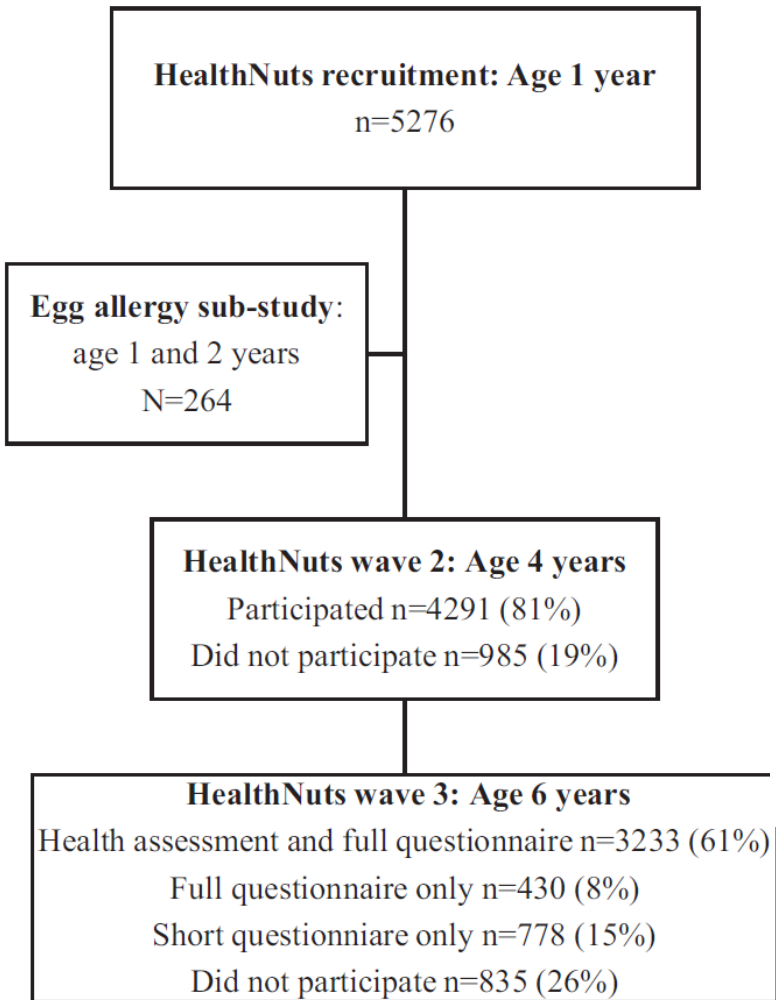 HealthNuts recruitment: Age 1 year
n=5276
Egg allergy sub-study:
age 1 and 2 years
N=264
HealthNuts wave 2: Age 4 years
Participated n=4291 (81%)
Did not participate n=985 (19%)
HealthNuts wave 3: Age 6 years
Health assessment and full questionnaire n=3233 (61%)
Full questionnaire only n=430 (8%)
Short questionniare only n=778 (15%)
Did not participate n=835 (26%)